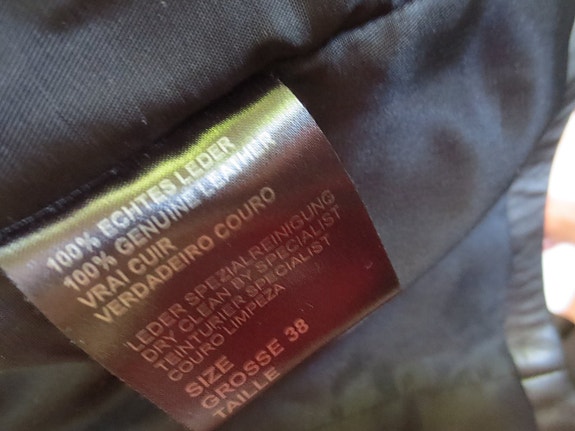 100% ECHTES LEDER
100% GENUINE LEATHER
VRAI CUIR
VERDADEIRO COURO
LEDER SPEZIALREINIGUNG
DRY CLEAN BY SPECIALIST
TEINTURIER SPECIALIST
COURO LIMPEZA
SIZE
GROSSE 38
TAILLE